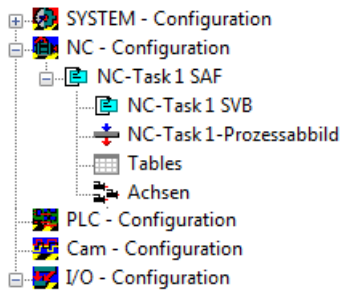 SYSTEM - Configuration
NC - Configuration
NC-Task 1 SAF
NC-Task 1 SVB
NC-Task 1-Prozessabbild
Tables
Achsen
PLC - Configuration
Cam - Configuration
I/O - Configuration